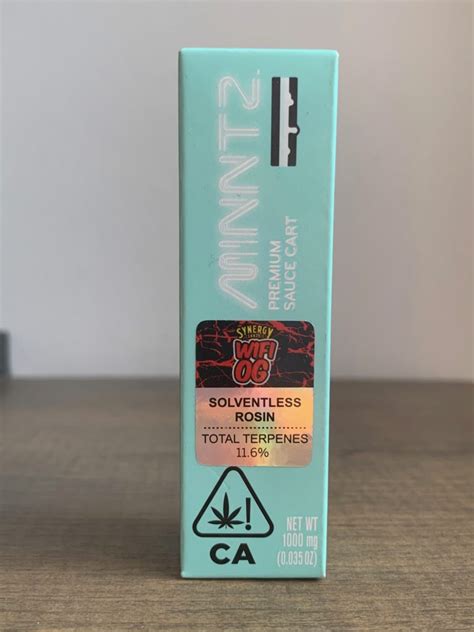 MINNTZ
PREMIUM
SAUCE CART
SYNERGY
WIFI
OG
SOLVENTLESS
ROSIN
TOTAL TERPENES
11.6%
!
CA
NET WT
1000 mg
(0.035 OZ)